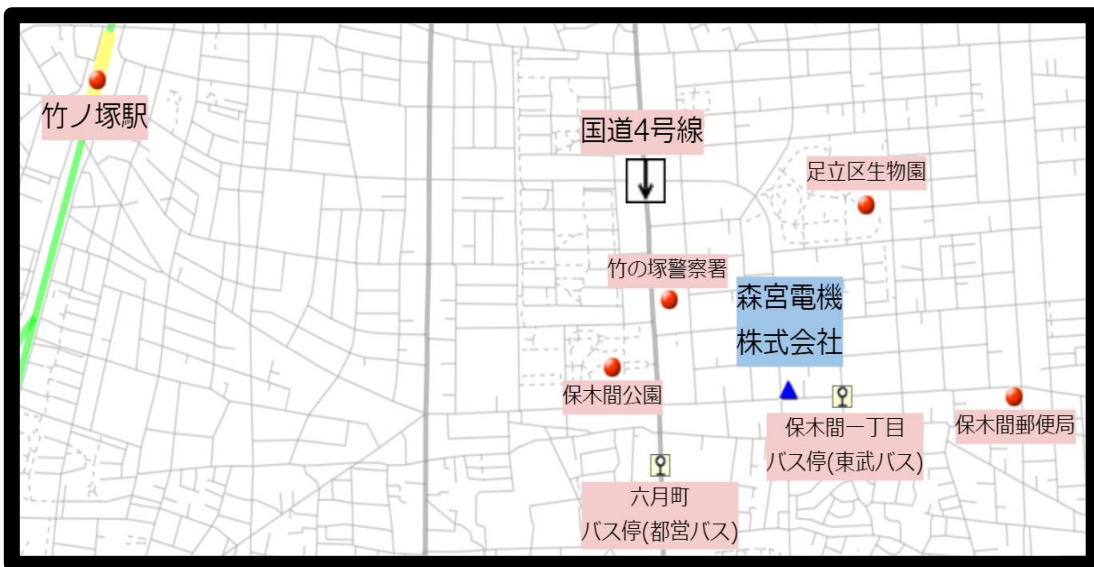 竹ノ塚駅
国道4号線
足立区生物園
竹の塚警察署
森宮電機
株式会社
保木間公園
保木間一丁目
バス停(東武バス)
保木間郵便局
六月町
バス停(都営バス)